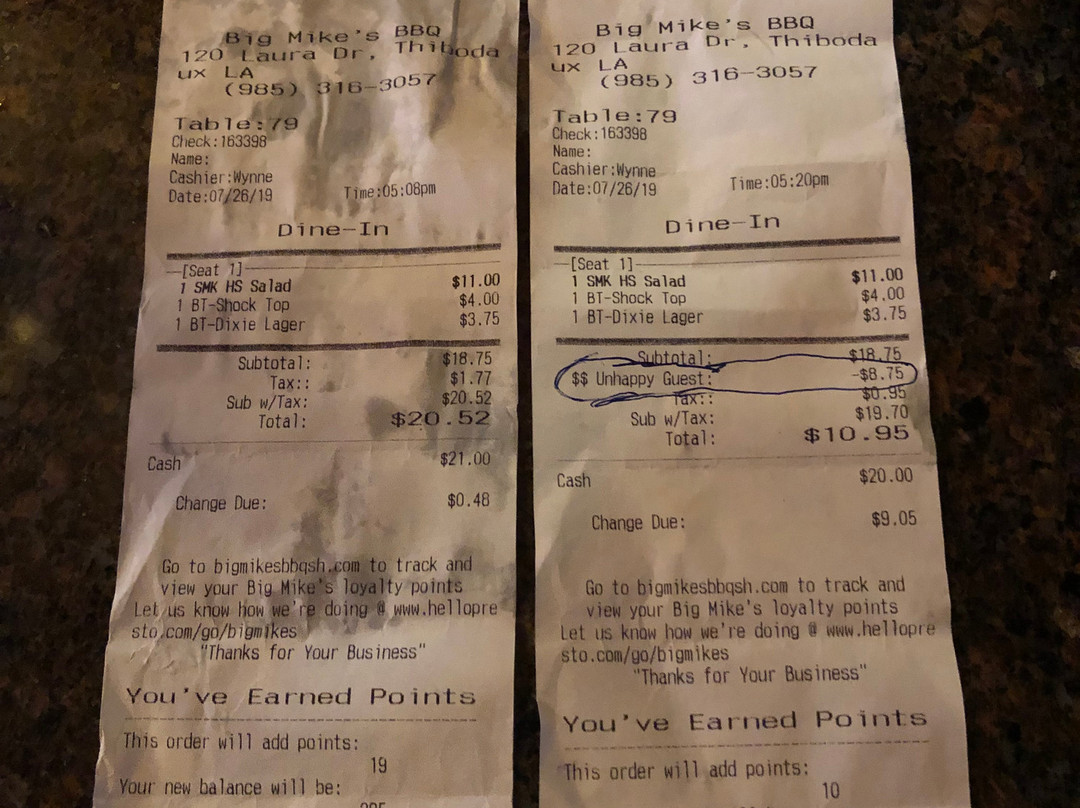 Big Mike's BBQ
120 Laura Dr, Thiboda
ux LA
(985) 316-3057
Table:79
Check:163398
Name:
Cashier:Wynne
Date:07/26/19 Time:05:08pm
Dine-In
[Seat 1]
1 SMK HS Salad $11.00
1 BT-Shock Top $4.00
1 BT-Dixie Lager $3.75
Subtotal: $18.75
Tax:: $1.77
Sub w/Tax: $20.52
Total: $20.52
Cash $21.00
Change Due: $0.48
Go to bigmikesbbqsh.com to track and
view your Big Mike's loyalty points
Let us know how we're doing @ www.hellopre
sto.com/go/bigmikes
"Thanks for Your Business"
You've Earned Points
This order will add points:
19
Your new balance will be:
Big Mike's BBQ
120 Laura Dr, Thiboda
ux LA
(985) 316-3057
Table:79
Check:163398
Name:
Cashier:Wynne
Date:07/26/19 Time:05:20pm
Dine-In
[Seat 1]
1 SMK HS Salad $11.00
1 BT-Shock Top $4.00
1 BT-Dixie Lager $3.75
Subtotal: $18.75
$$ Unhappy Guest: -$8.75
Tax:: $0.95
Sub w/Tax: $19.70
Total: $10.95
Cash $20.00
Change Due: $9.05
Go to bigmikesbbqsh.com to track and
view your Big Mike's loyalty points
Let us know how we're doing @ www.hellopre
sto.com/go/bigmikes
"Thanks for Your Business"
You've Earned Points
This order will add points:
10